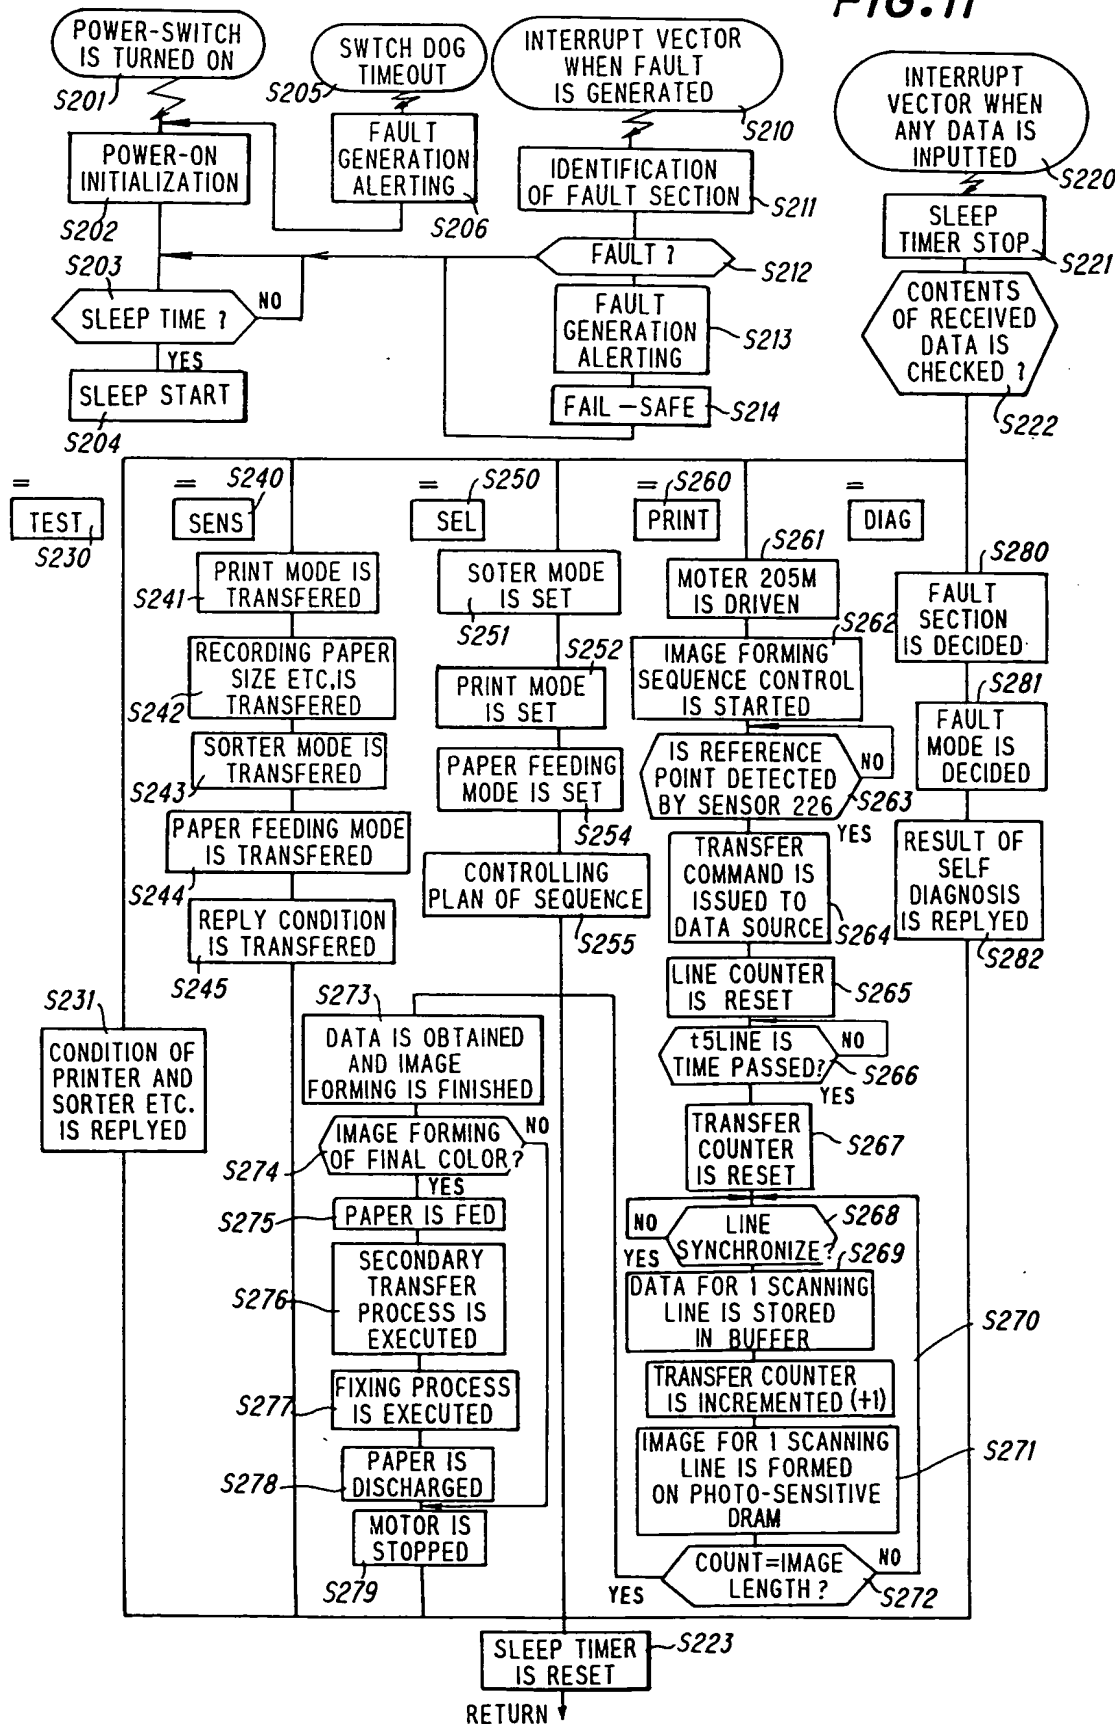 FIG. 11
POWER-SWITCH
IS TURNED ON
S201
POWER-ON
INITIALIZATION
S202
S203
SLEEP TIME ?
NO
YES
SLEEP START
S204
SWTCH DOG
TIMEOUT
S205
FAULT
GENERATION
ALERTING
S206
INTERRUPT VECTOR
WHEN FAULT
IS GENERATED
S210
IDENTIFICATION
OF FAULT SECTION
S211
FAULT ?
S212
FAULT
GENERATION
ALERTING
S213
FAIL-SAFE
S214
INTERRUPT
VECTOR WHEN
ANY DATA IS
INPUTTED
S220
SLEEP
TIMER STOP
S221
CONTENTS
OF RECEIVED
DATA IS
CHECKED ?
S222
=
TEST
S230
S231
CONDITION OF
PRINTER AND
SORTER ETC.
IS REPLYED
=
S240
SENS
PRINT MODE IS
TRANSFERED
S241
RECORDING PAPER
SIZE ETC,IS
TRANSFERED
S242
SORTER MODE IS
TRANSFERED
S243
PAPER FEEDING MODE
IS TRANSFERED
S244
REPLY CONDITION
IS TRANSFERED
S245
=
S250
SEL
SOTER MODE
IS SET
S251
S252
PRINT MODE
IS SET
PAPER FEEDING
MODE IS SET
S254
CONTROLLING
PLAN OF SEQUENCE
S255
=
S260
PRINT
S261
MOTER 205M
IS DRIVEN
S262
IMAGE FORMING
SEQUENCE CONTROL
IS STARTED
IS REFERENCE
POINT DETECTED
BY SENSOR 226
NO
S263
YES
TRANSFER
COMMAND IS
ISSUED TO
DATA SOURCE
S264
LINE COUNTER
IS RESET
S265
t5LINE IS
TIME PASSED?
NO
S266
YES
TRANSFER
COUNTER
IS RESET
S267
NO
LINE
SYNCHRONIZE?
S268
YES
S269
DATA FOR 1 SCANNING
LINE IS STORED
IN BUFFER
S270
TRANSFER COUNTER
IS INCREMENTED (+1)
IMAGE FOR 1 SCANNING
LINE IS FORMED
ON PHOTO-SENSITIVE
DRAM
S271
COUNT=IMAGE
LENGTH ?
NO
YES
S272
S273
DATA IS OBTAINED
AND IMAGE
FORMING IS FINISHED
IMAGE FORMING
OF FINAL COLOR?
NO
S274
YES
S275
PAPER IS FED
SECONDARY
TRANSFER
PROCESS IS
EXECUTED
S276
FIXING PROCESS
IS EXECUTED
S277
PAPER IS
DISCHARGED
S278
MOTOR IS
STOPPED
S279
=
DIAG
S280
FAULT
SECTION
IS DECIDED
S281
FAULT
MODE IS
DECIDED
RESULT OF
SELF
DIAGNOSIS
IS REPLYED
S282
SLEEP TIMER
IS RESET
S223
RETURN